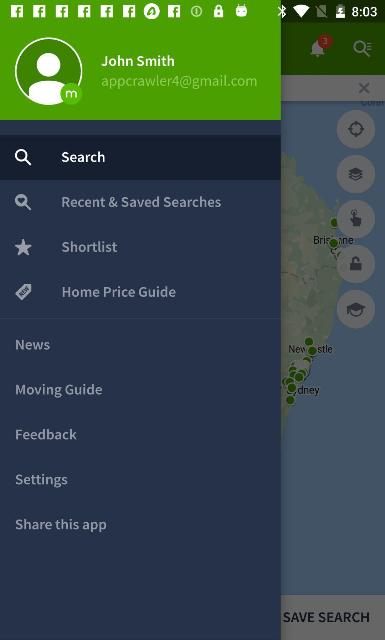 8:03
John Smith
m
appcrawler4@gmail.com
3
Search
Recent & Saved Searches
Shortlist
Home Price Guide
News
Moving Guide
Feedback
Settings
Share this app
Brisbane
Newcastle
dney
SAVE SEARCH